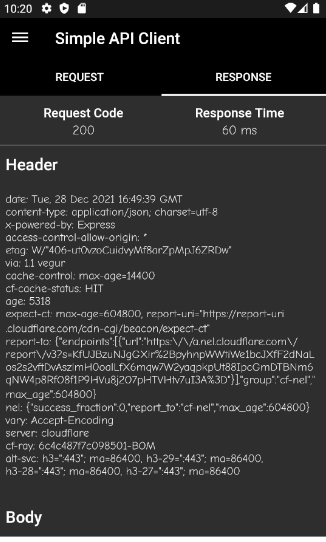 10:20
Simple API Client
REQUEST RESPONSE
Request Code Response Time
200 60 ms
Header
date: Tue, 28 Dec 2021 16:49:39 GMT
content-type: application/json; charset=utf-8
x-powered-by: Express
access-control-allow-origin: *
etag: W/"406-ut0vzoCuidvyMf8arZpMpJ6ZRDw"
via: 1.1 vegur
cache-control: max-age=14400
cf-cache-status: HIT
age: 5318
expect-ct: max-age=604800, report-uri="https://report-uri
.cloudflare.com/cdn-cgi/beacon/expect-ct"
report-to: {"endpoints":[{"url":"https:\/\/a.nel.cloudflare.com\/
report\/v3?s=KfUJBzuNJgGXir%2BpyhnpWWtiWe1bcJXfF2dNaL
os2s2vftDvAszlmH0oalLfX6mqw7W2yaqpkpUt88IpcGmDTBNm6
qNW4p8Rf08f1P9HVu8j207pHTVHtv7uI3A%3D"}],"group":"cf-nel","
max_age":604800}
nel: {"success_fraction":0,"report_to":"cf-nel","max_age":604800}
vary: Accept-Encoding
server: cloudflare
cf-ray: 6c4c487f7c098501-BOM
alt-svc: h3=":443"; ma=86400, h3-29=":443"; ma=86400,
h3-28=":443"; ma=86400, h3-27=":443"; ma=86400
Body